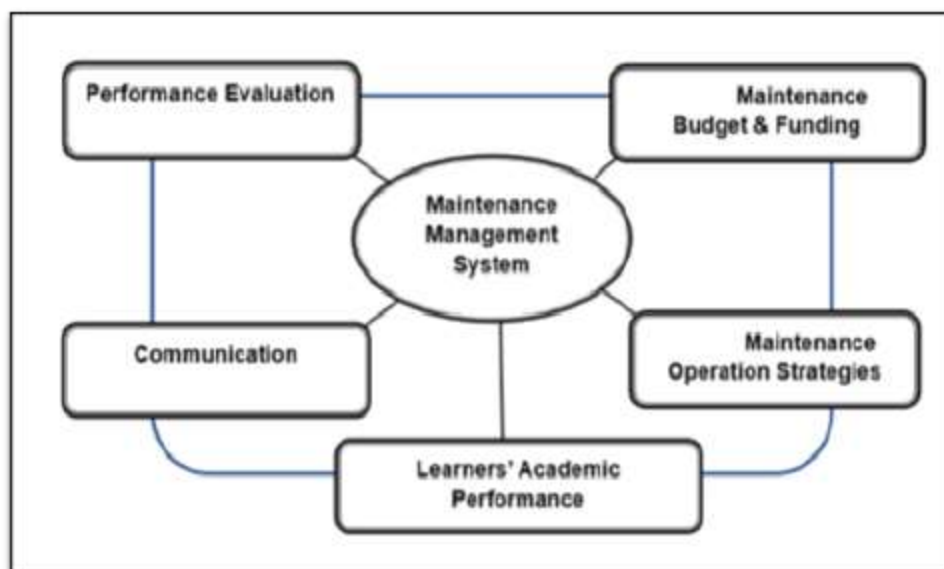 Performance Evaluation
Maintenance
Budget & Funding
Maintenance
Management
System
Communication
Maintenance
Operation Strategies
Learners' Academic
Performance